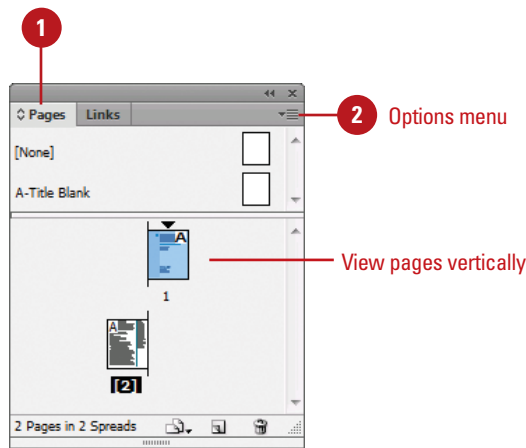 1
Pages Links
2 Options menu
[None]
A-Title Blank
A
View pages vertically
1
A
[2]
2 Pages in 2 Spreads